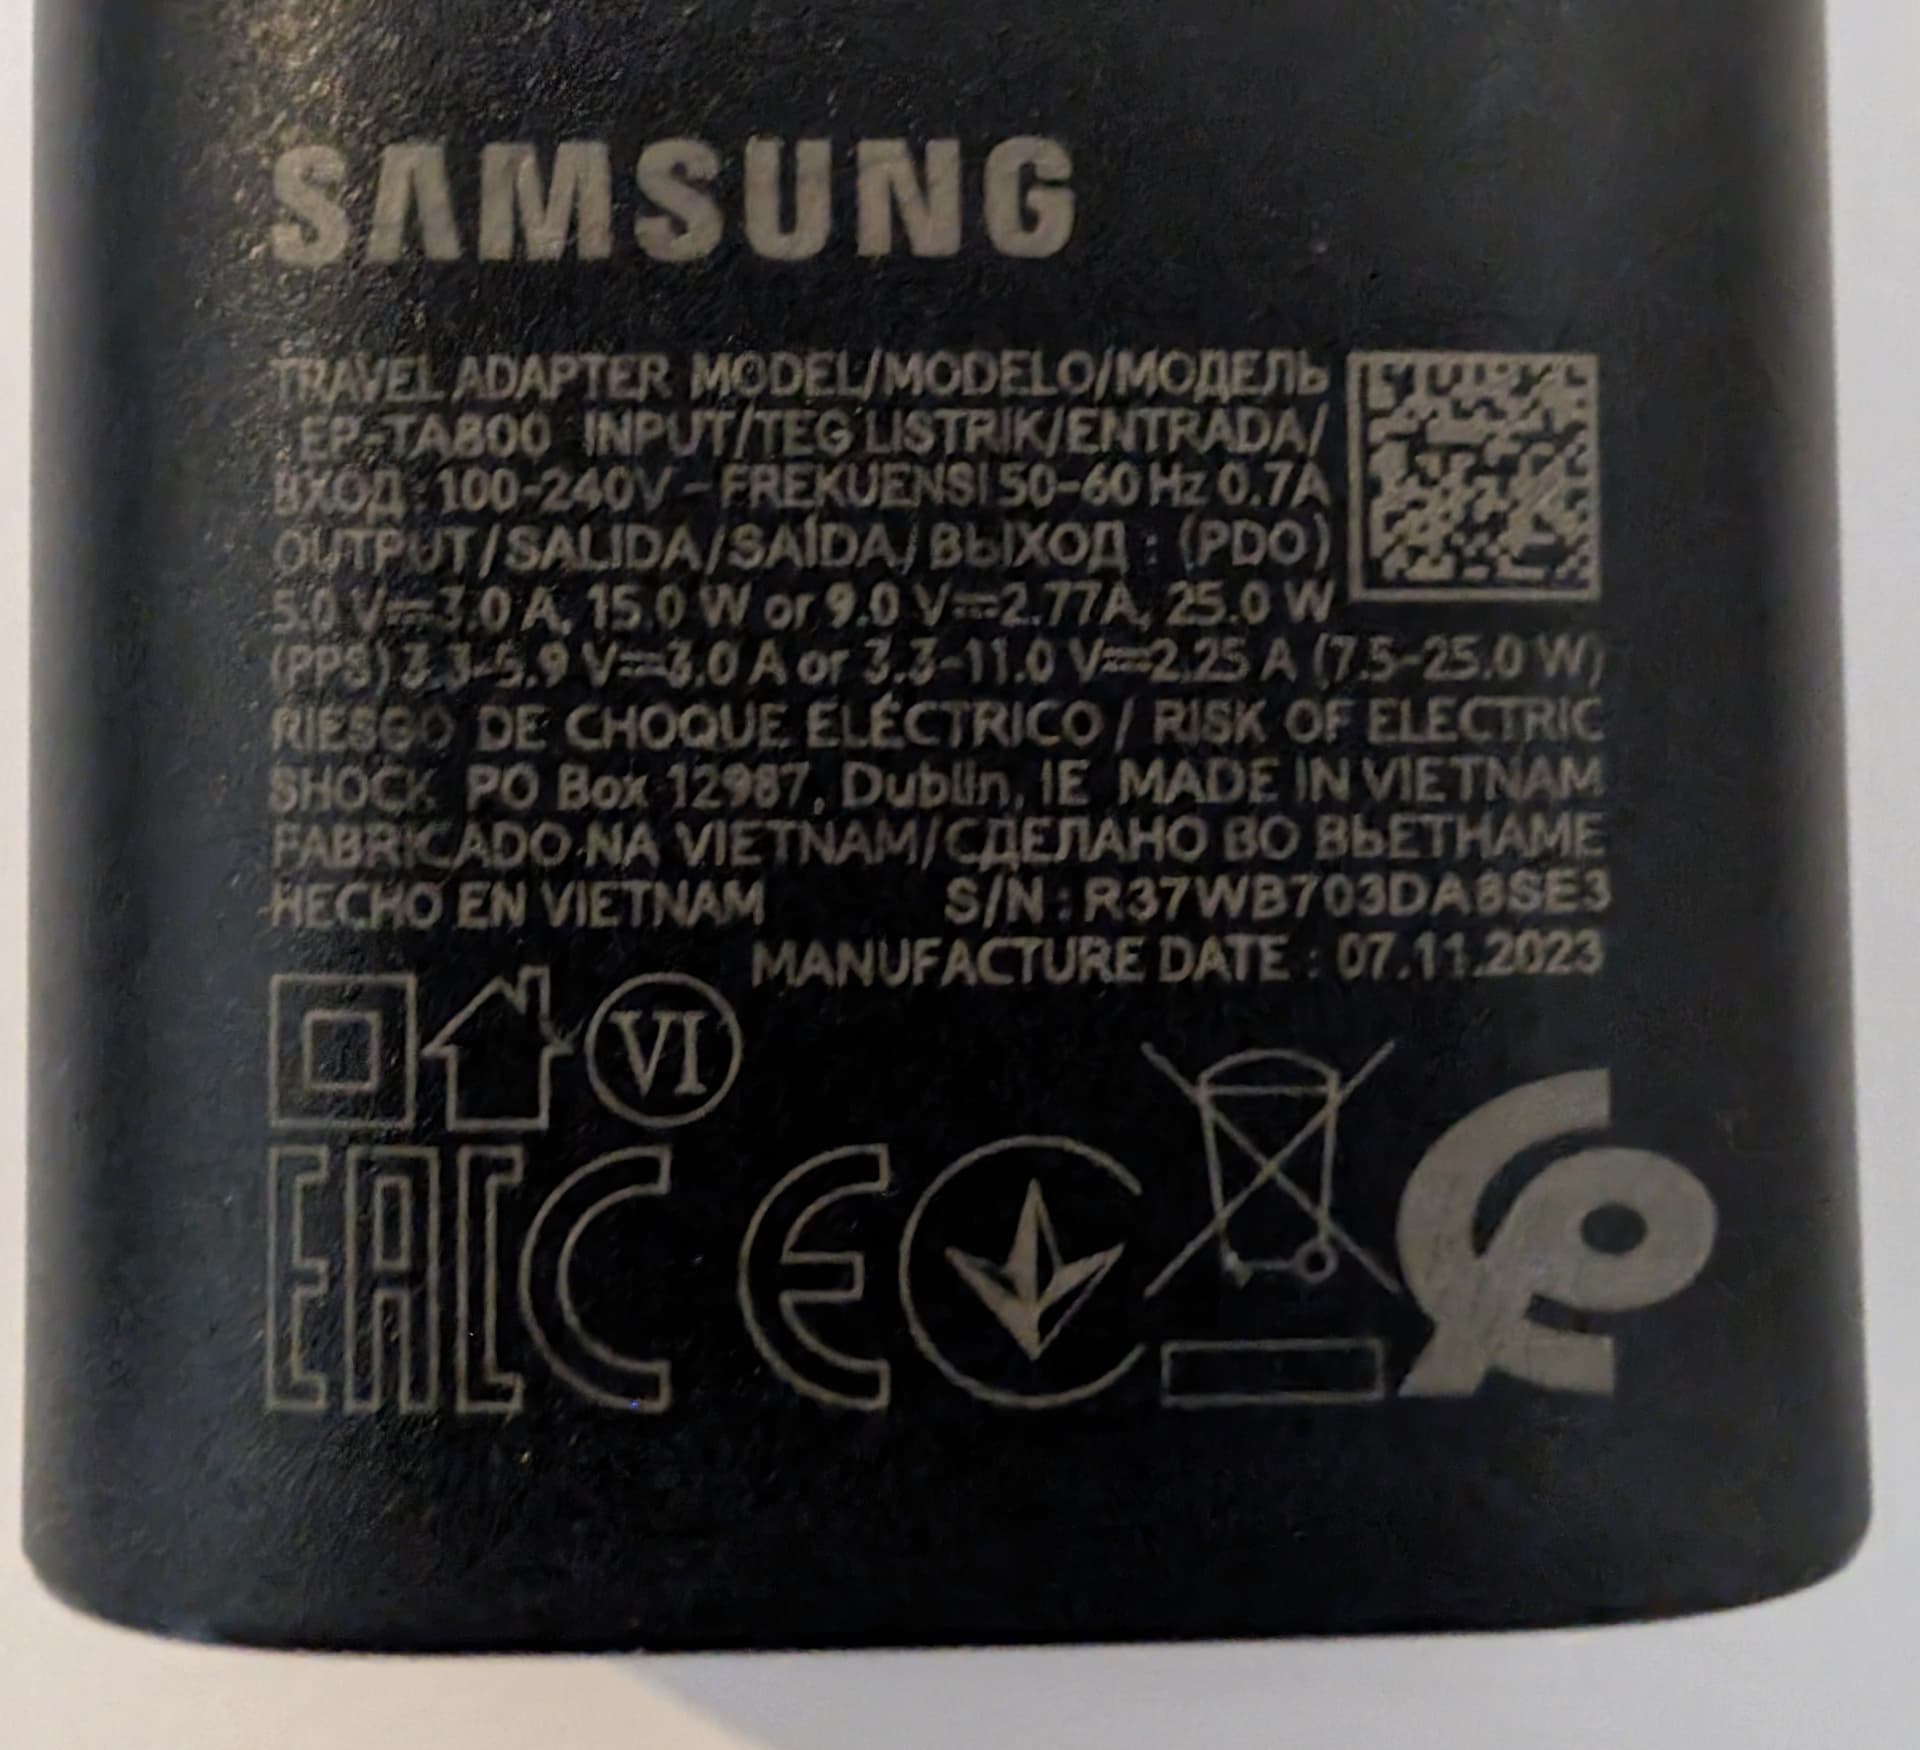 SAMSUNG
TRAVEL ADAPTER MODEL/MODELO/МОДЕЛЬ
EP-TA800 INPUT/TEG LISTRIK/ENTRADA/
ВХОД : 100-240V ~ FREKUENSI 50-60 Hz 0.7A
OUTPUT/SALIDA/SAÍDA/ВЫХОД : (PDO)
5.0 V⎓3.0 A, 15.0 W or 9.0 V⎓2.77A, 25.0 W
(PPS) 3.3-5.9 V⎓3.0 A or 3.3-11.0 V⎓2.25 A (7.5-25.0 W)
RIESGO DE CHOQUE ELÉCTRICO / RISK OF ELECTRIC
SHOCK PO Box 12987, Dublin, IE MADE IN VIETNAM
FABRICADO NA VIETNAM/СДЕЛАНО ВО ВЬЕТНАМЕ
HECHO EN VIETNAM S/N : R37WB703DA8SE3
MANUFACTURE DATE : 07.11.2023
VI
EAC CE